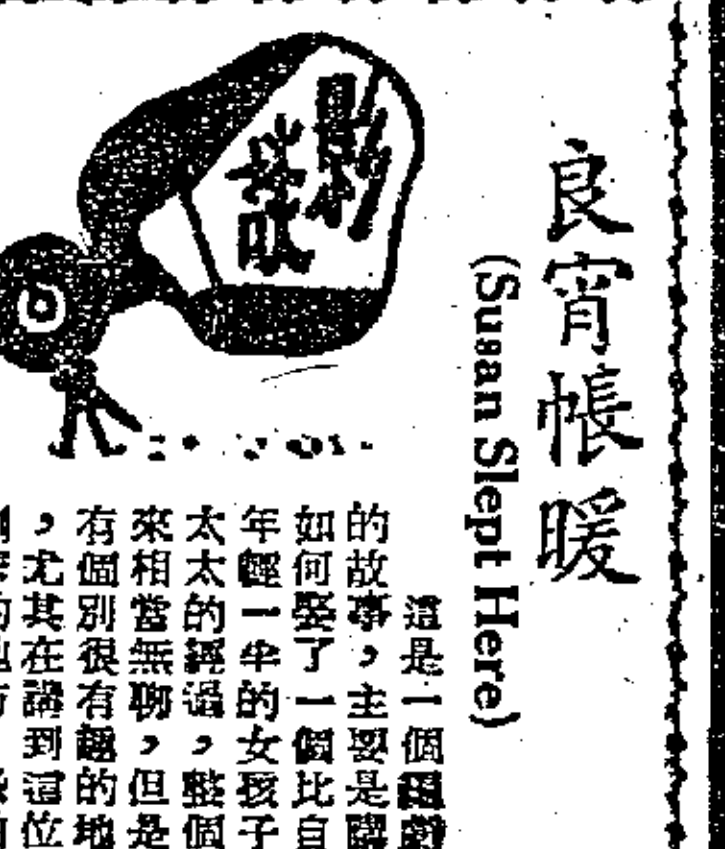 良宵帳暖
(Susan Slept Here)
影談
這是一個
的故事，主要是
如何娶了一個比自
年輕一半的女孩子
太太的經過，整個
來相當無聊，但是
有個別很有趣的地
，尤其在講到這位